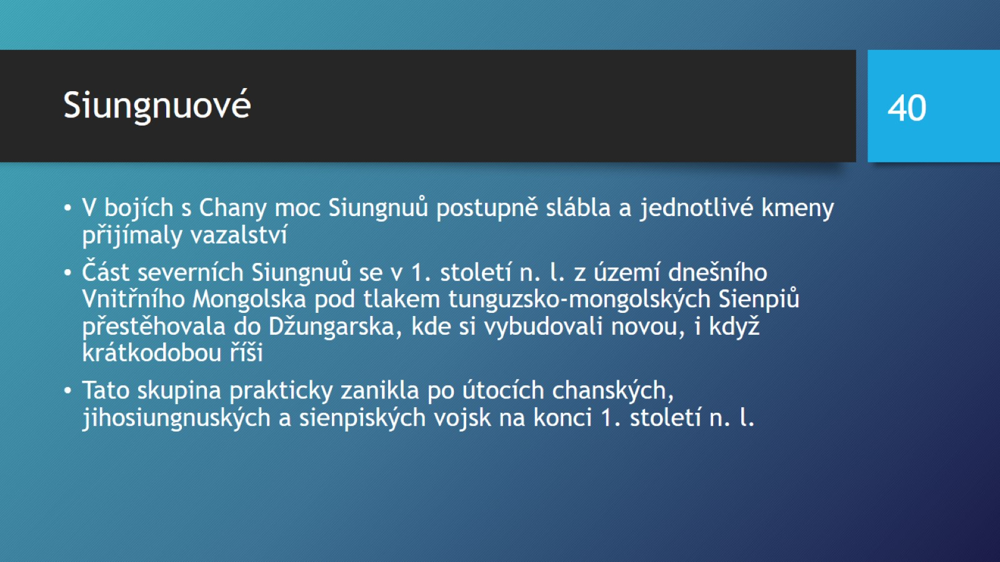 Siungnuové
40
• V bojích s Chany moc Siungnuů postupně slábla a jednotlivé kmeny
přijímaly vazalství
• Část severních Siungnuů se v 1. století n. l. z území dnešního
Vnitřního Mongolska pod tlakem tunguzsko-mongolských Sienpiů
přestěhovala do Džungarska, kde si vybudovali novou, i když
krátkodobou říši
• Tato skupina prakticky zanikla po útocích chanských,
jihosiungnuských a sienpiských vojsk na konci 1. století n. l.